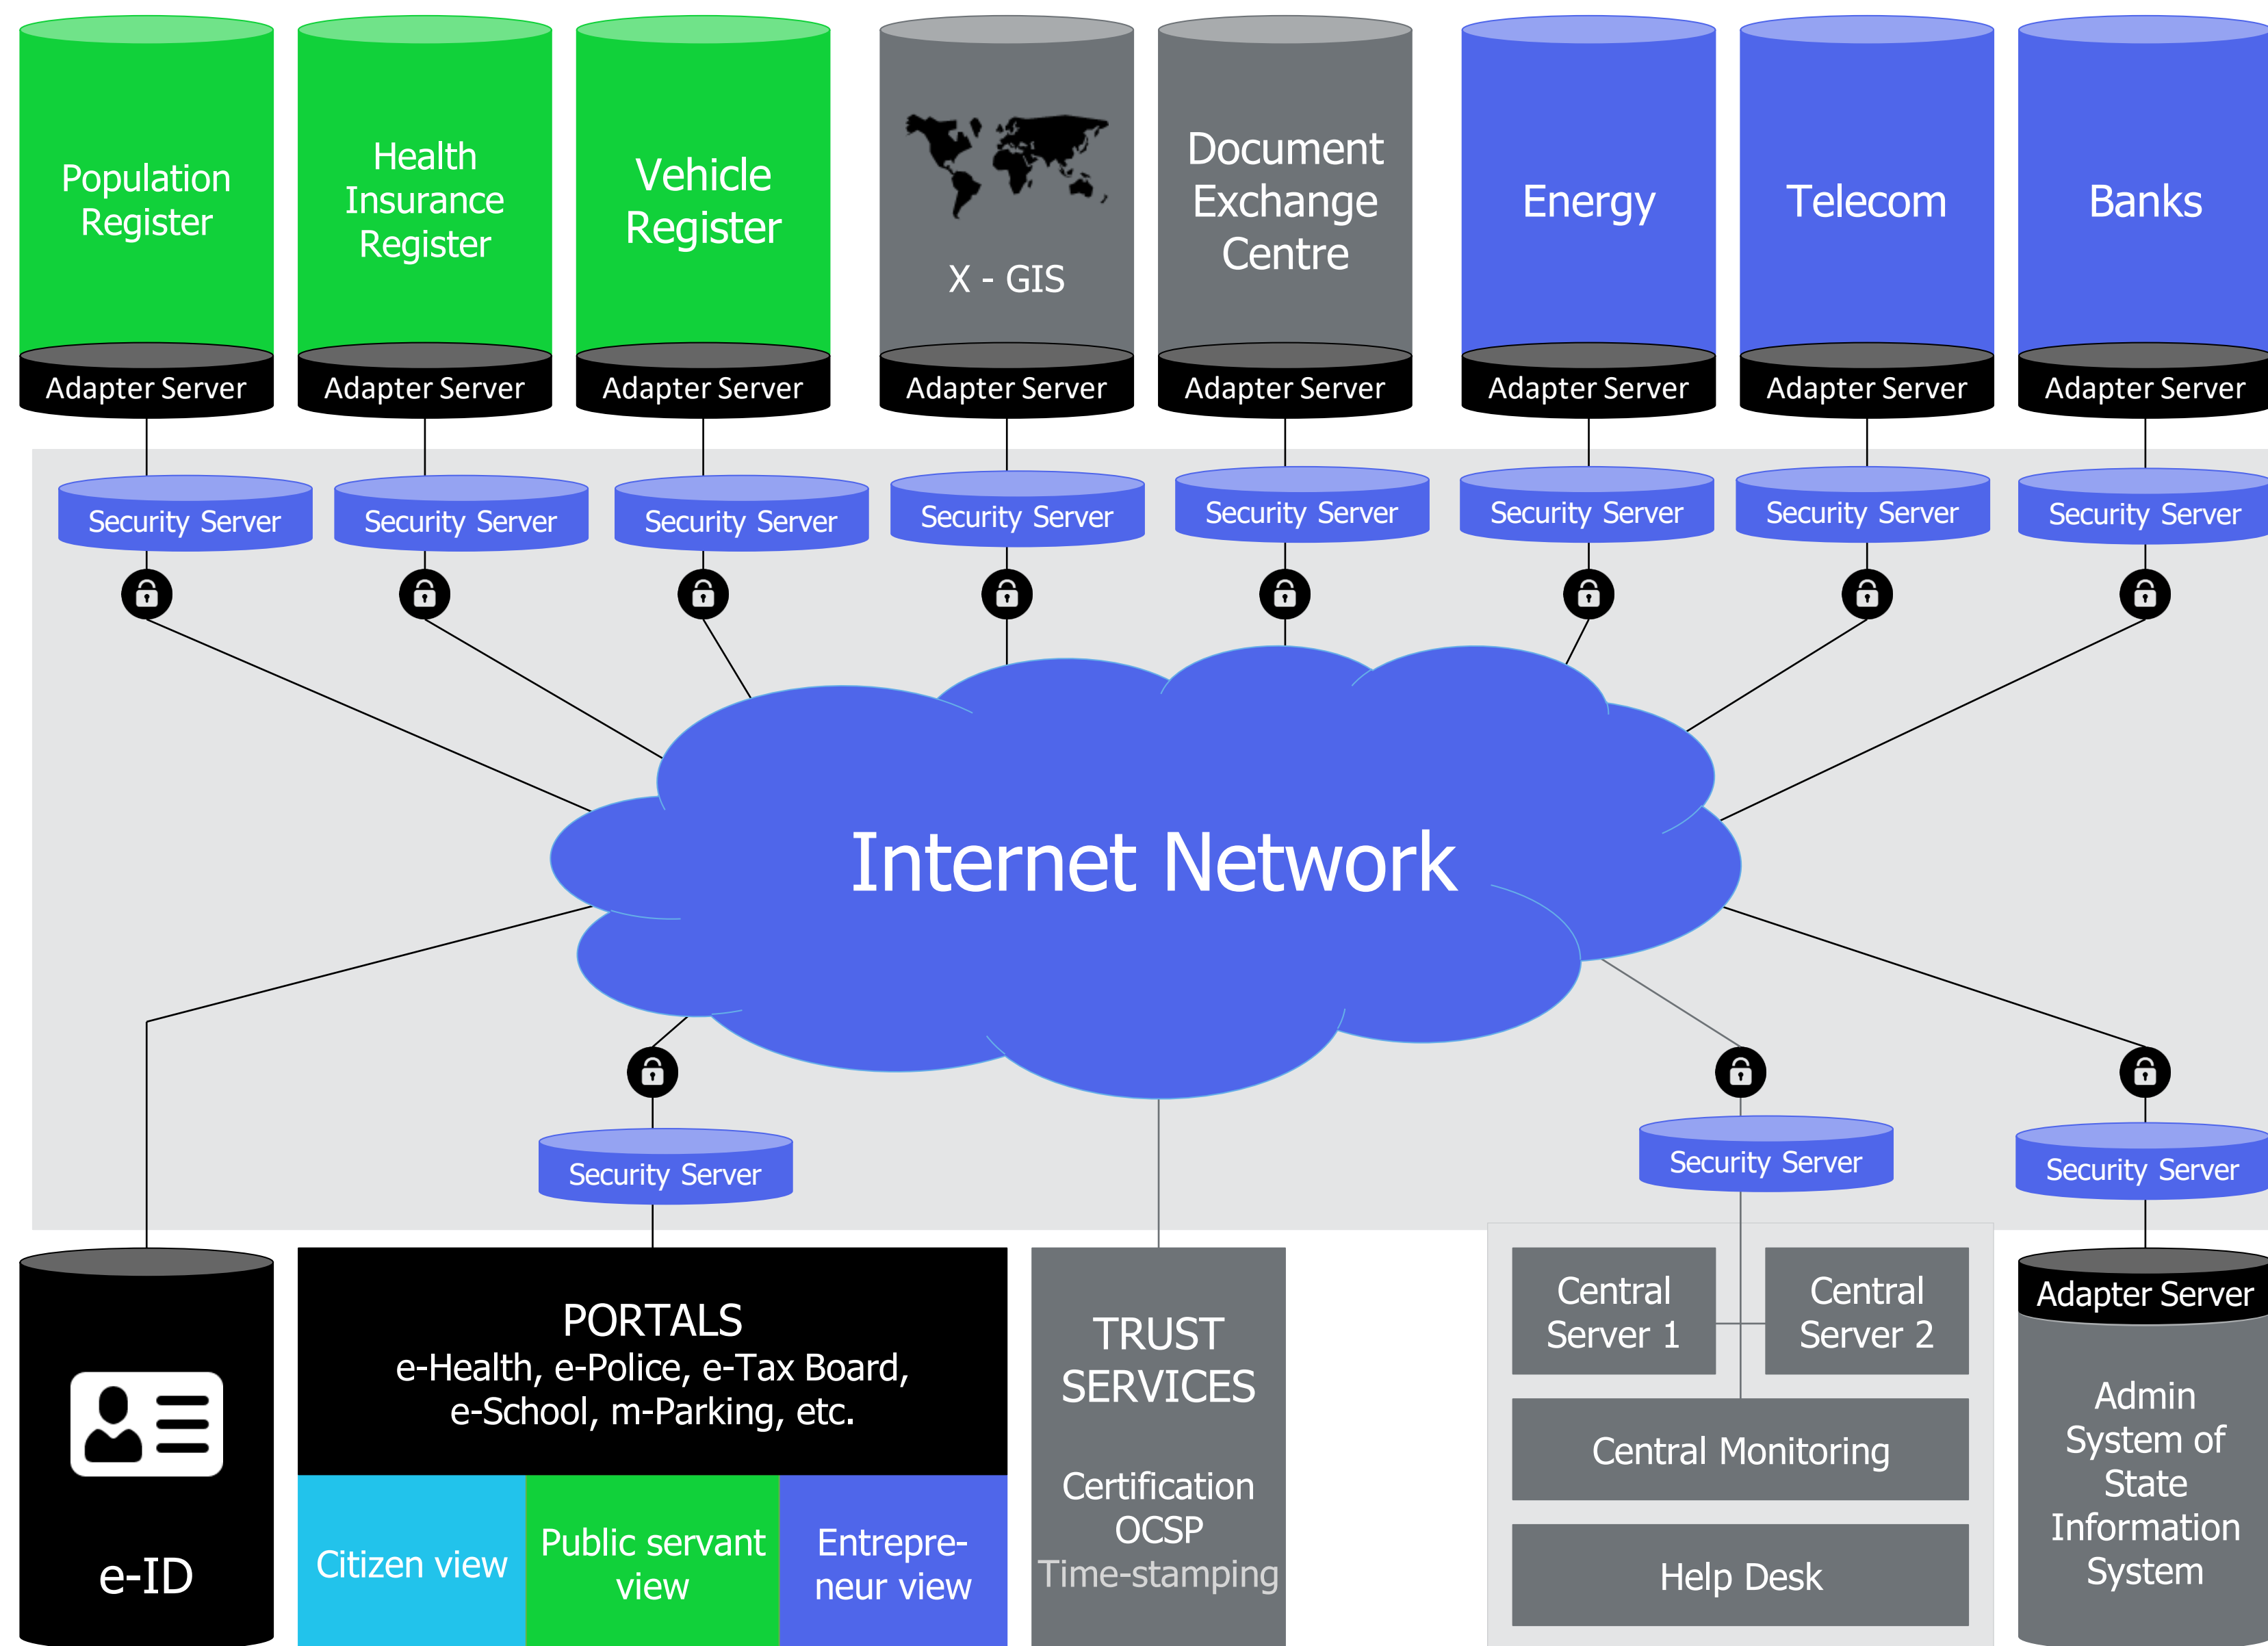 Population
Register
Health
Insurance
Register
Vehicle
Register
X - GIS
Document
Exchange
Centre
Energy
Telecom
Banks
Adapter Server
Adapter Server
Adapter Server
Adapter Server
Adapter Server
Adapter Server
Adapter Server
Adapter Server
Security Server
Security Server
Security Server
Security Server
Security Server
Security Server
Security Server
Security Server
Internet Network
Security Server
Security Server
Security Server
e-ID
PORTALS
e-Health, e-Police, e-Tax Board,
e-School, m-Parking, etc.
Citizen view
Public servant
view
Entrepre-
neur view
TRUST
SERVICES
Certification
OCSP
Time-stamping
Central
Server 1
Central
Server 2
Central Monitoring
Help Desk
Adapter Server
Admin
System of
State
Information
System